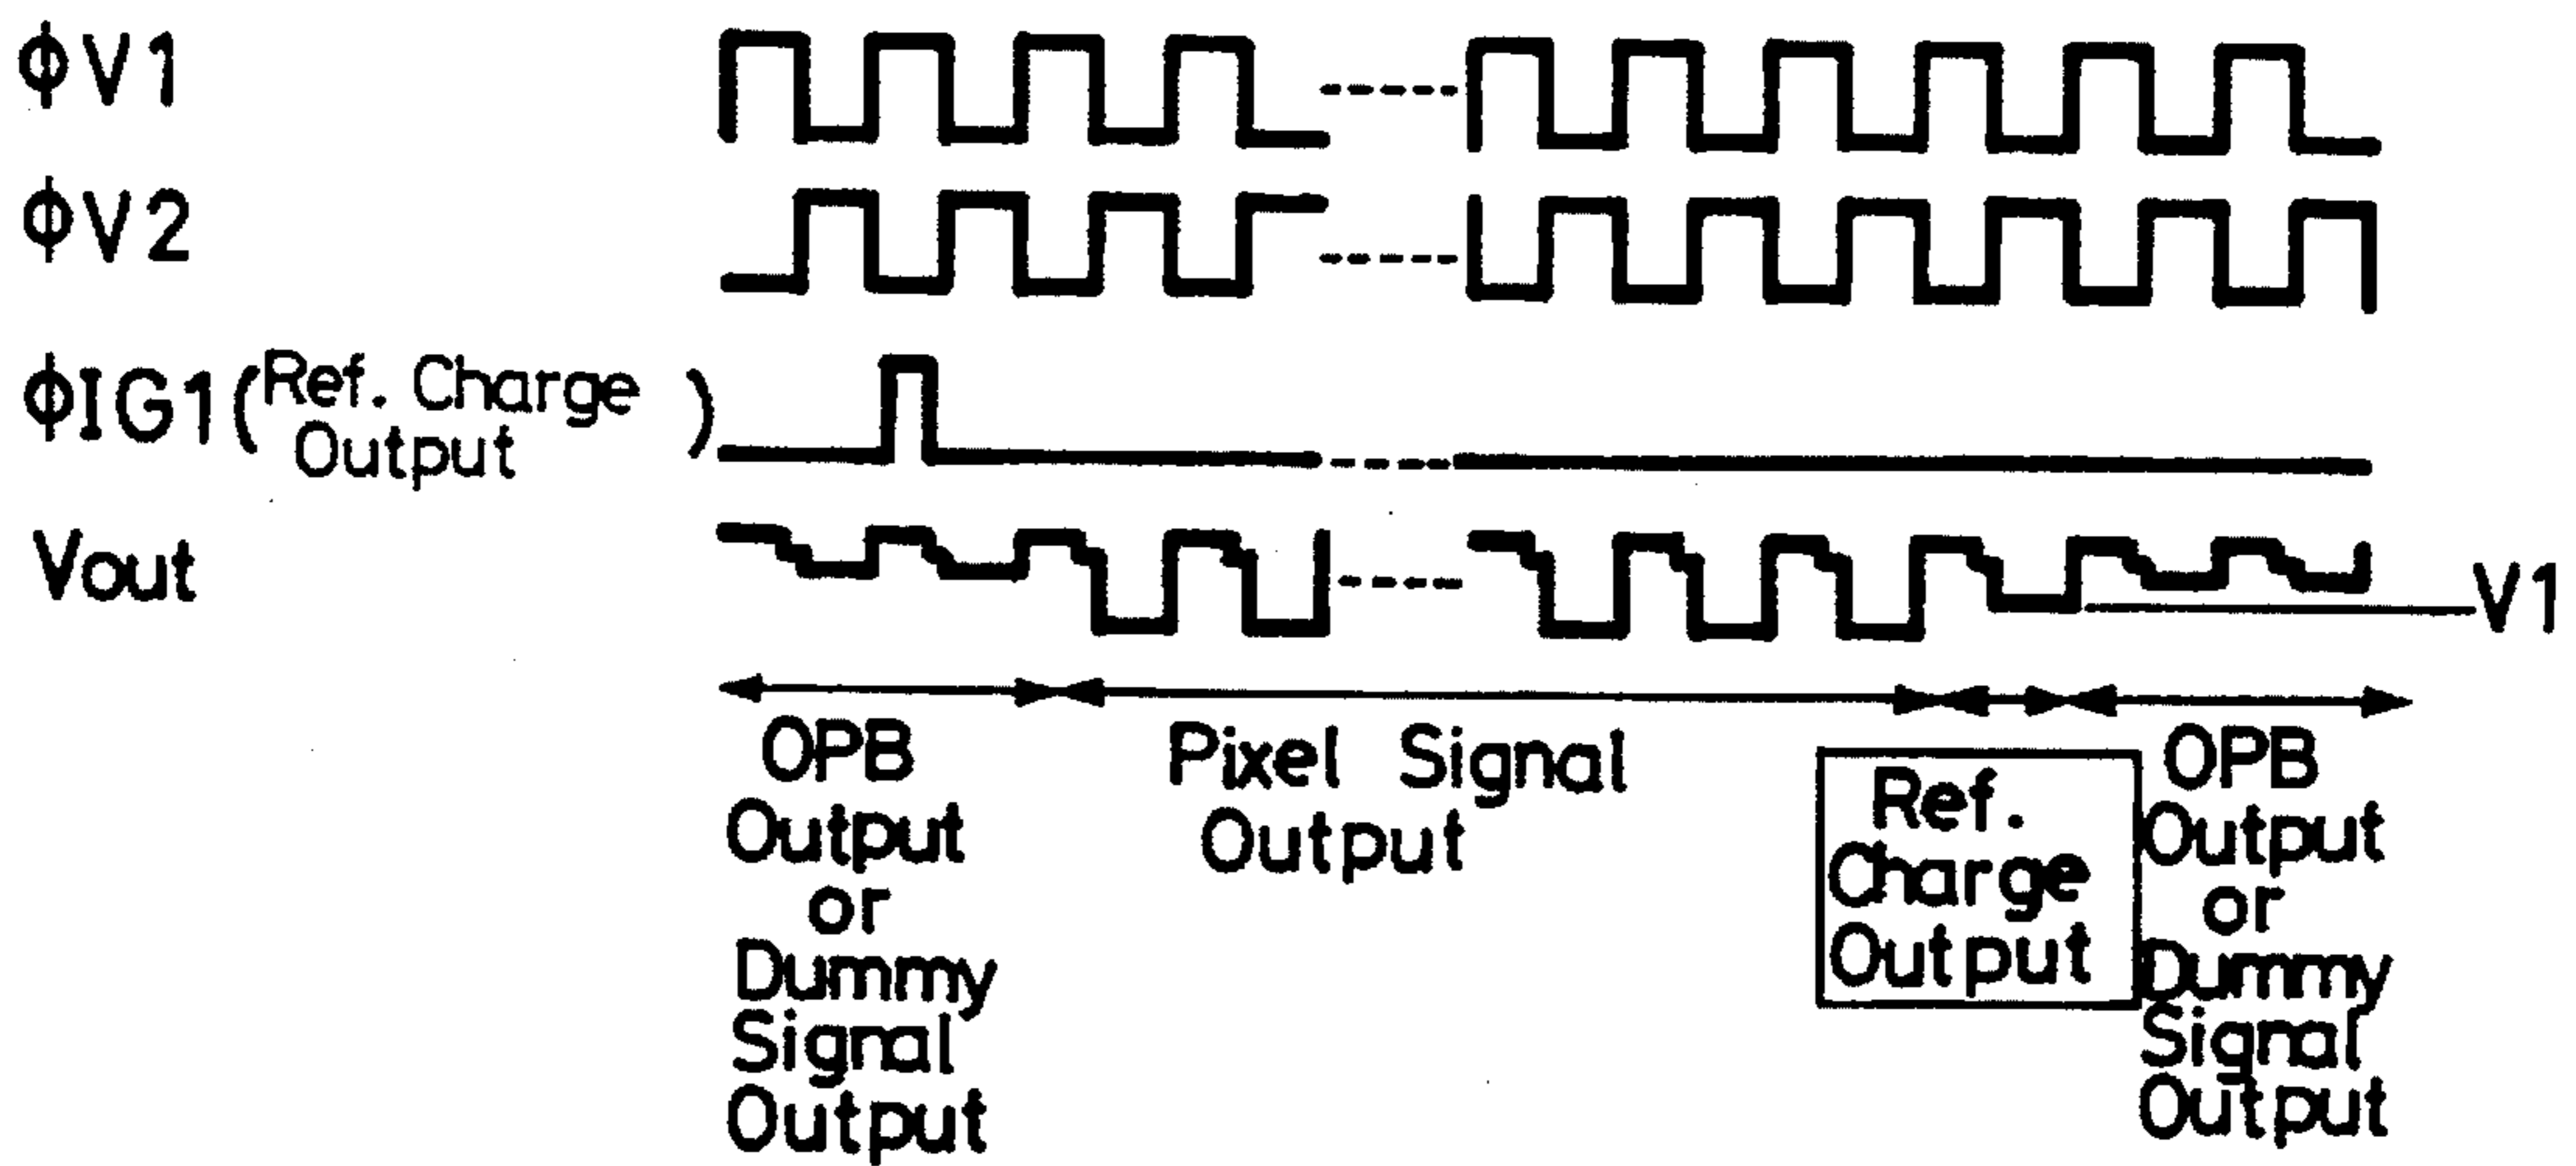 ϕV1
ϕV2
ϕIG1(Ref. Charge Output)
Vout
V1
OPB
Output
or
Dummy
Signal
Output
Pixel Signal
Output
Ref.
Charge
Output
OPB
Output
or
Dummy
Signal
Output